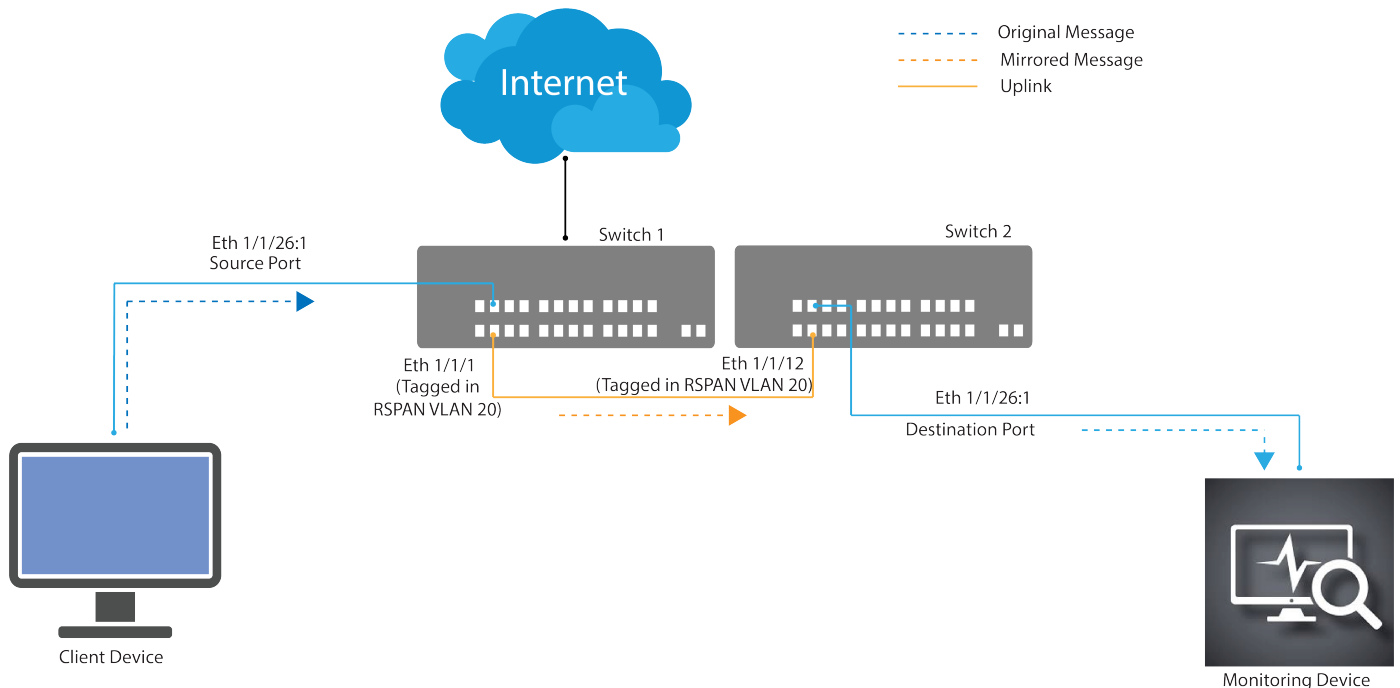 Original Message
Mirrored Message
Uplink
Internet
Switch 1
Switch 2
Eth 1/1/26:1
Source Port
Eth 1/1/1
(Tagged in
RSPAN VLAN 20)
Eth 1/1/12
(Tagged in RSPAN VLAN 20)
Eth 1/1/26:1
Destination Port
Client Device
Monitoring Device